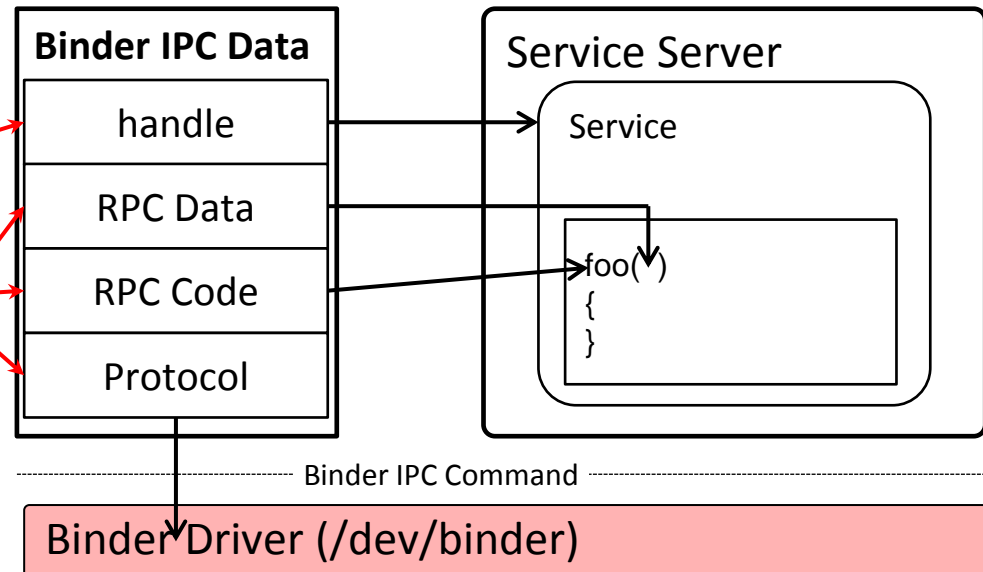 Binder IPC Data
handle
RPC Data
RPC Code
Protocol
Service Server
Service
foo( )
{
}
Binder IPC Command
Binder Driver (/dev/binder)